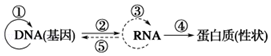 ① ③
DNA(基因) ② ⑤ RNA ④ 蛋白质(性状)